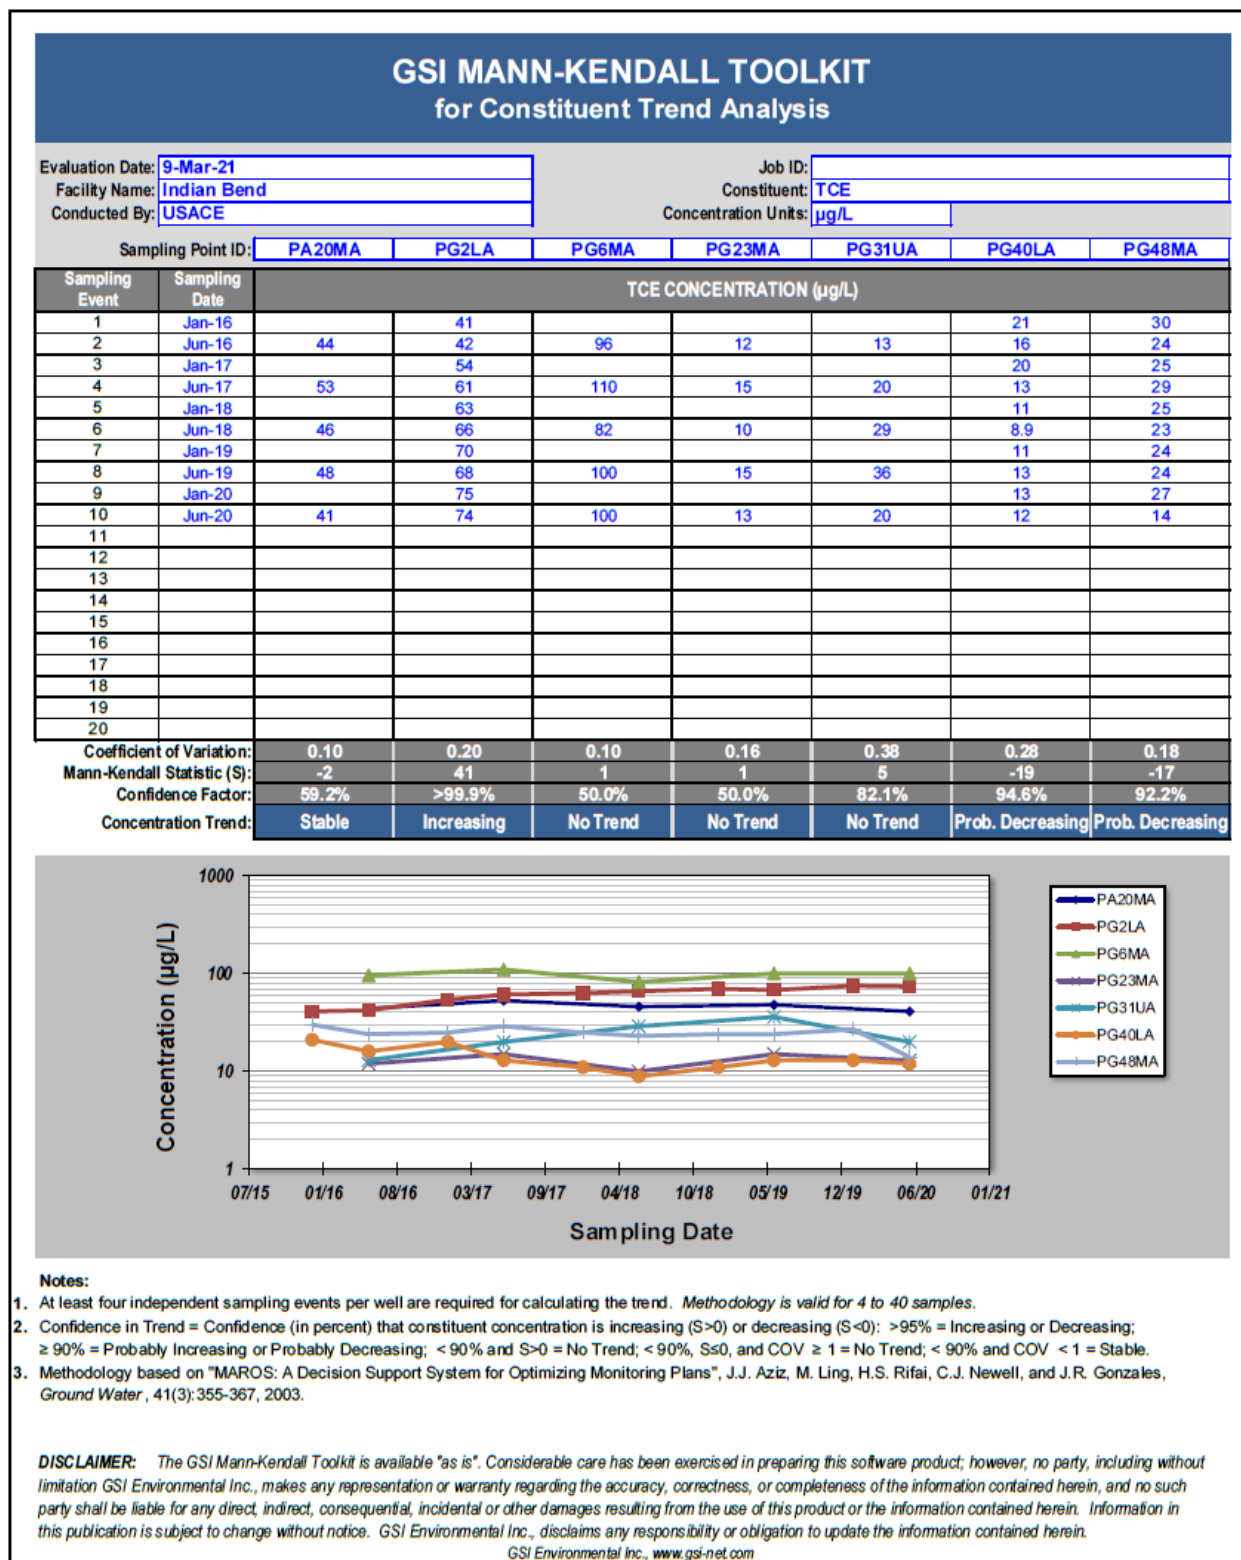 GSI MANN-KENDALL TOOLKIT
for Constituent Trend Analysis
Evaluation Date: 9-Mar-21 Job ID:
Facility Name: Indian Bend Constituent: TCE
Conducted By: USACE Concentration Units: µg/L
Sampling Point ID: PA20MA PG2LA PG6MA PG23MA PG31UA PG40LA PG48MA
Sampling Event Sampling Date TCE CONCENTRATION (µg/L)
1 Jan-16 41 21 30
2 Jun-16 44 42 96 12 13 16 24
3 Jan-17 54 20 25
4 Jun-17 53 61 110 15 20 13 29
5 Jan-18 63 11 25
6 Jun-18 46 66 82 10 29 8.9 23
7 Jan-19 70 11 24
8 Jun-19 48 68 100 15 36 13 24
9 Jan-20 75 13 27
10 Jun-20 41 74 100 13 20 12 14
11
12
13
14
15
16
17
18
19
20
Coefficient of Variation: 0.10 0.20 0.10 0.16 0.38 0.28 0.18
Mann-Kendall Statistic (S): -2 41 1 1 5 -19 -17
Confidence Factor: 59.2% >99.9% 50.0% 50.0% 82.1% 94.6% 92.2%
Concentration Trend: Stable Increasing No Trend No Trend No Trend Prob. Decreasing Prob. Decreasing
Concentration (µg/L)
1000
100
10
1
07/15 01/16 08/16 03/17 09/17 04/18 10/18 05/19 12/19 06/20 01/21
Sampling Date
PA20MA
PG2LA
PG6MA
PG23MA
PG31UA
PG40LA
PG48MA
Notes:
1. At least four independent sampling events per well are required for calculating the trend. Methodology is valid for 4 to 40 samples.
2. Confidence in Trend = Confidence (in percent) that constituent concentration is increasing (S>0) or decreasing (S<0): >95% = Increasing or Decreasing;
≥ 90% = Probably Increasing or Probably Decreasing; < 90% and S>0 = No Trend; < 90%, S≤0, and COV ≥ 1 = No Trend; < 90% and COV < 1 = Stable.
3. Methodology based on "MAROS: A Decision Support System for Optimizing Monitoring Plans", J.J. Aziz, M. Ling, H.S. Rifai, C.J. Newell, and J.R. Gonzales,
Ground Water, 41(3):355-367, 2003.
DISCLAIMER: The GSI Mann-Kendall Toolkit is available "as is". Considerable care has been exercised in preparing this software product; however, no party, including without
limitation GSI Environmental Inc., makes any representation or warranty regarding the accuracy, correctness, or completeness of the information contained herein, and no such
party shall be liable for any direct, indirect, consequential, incidental or other damages resulting from the use of this product or the information contained herein. Information in
this publication is subject to change without notice. GSI Environmental Inc., disclaims any responsibility or obligation to update the information contained herein.
GSI Environmental Inc., www.gsi-net.com